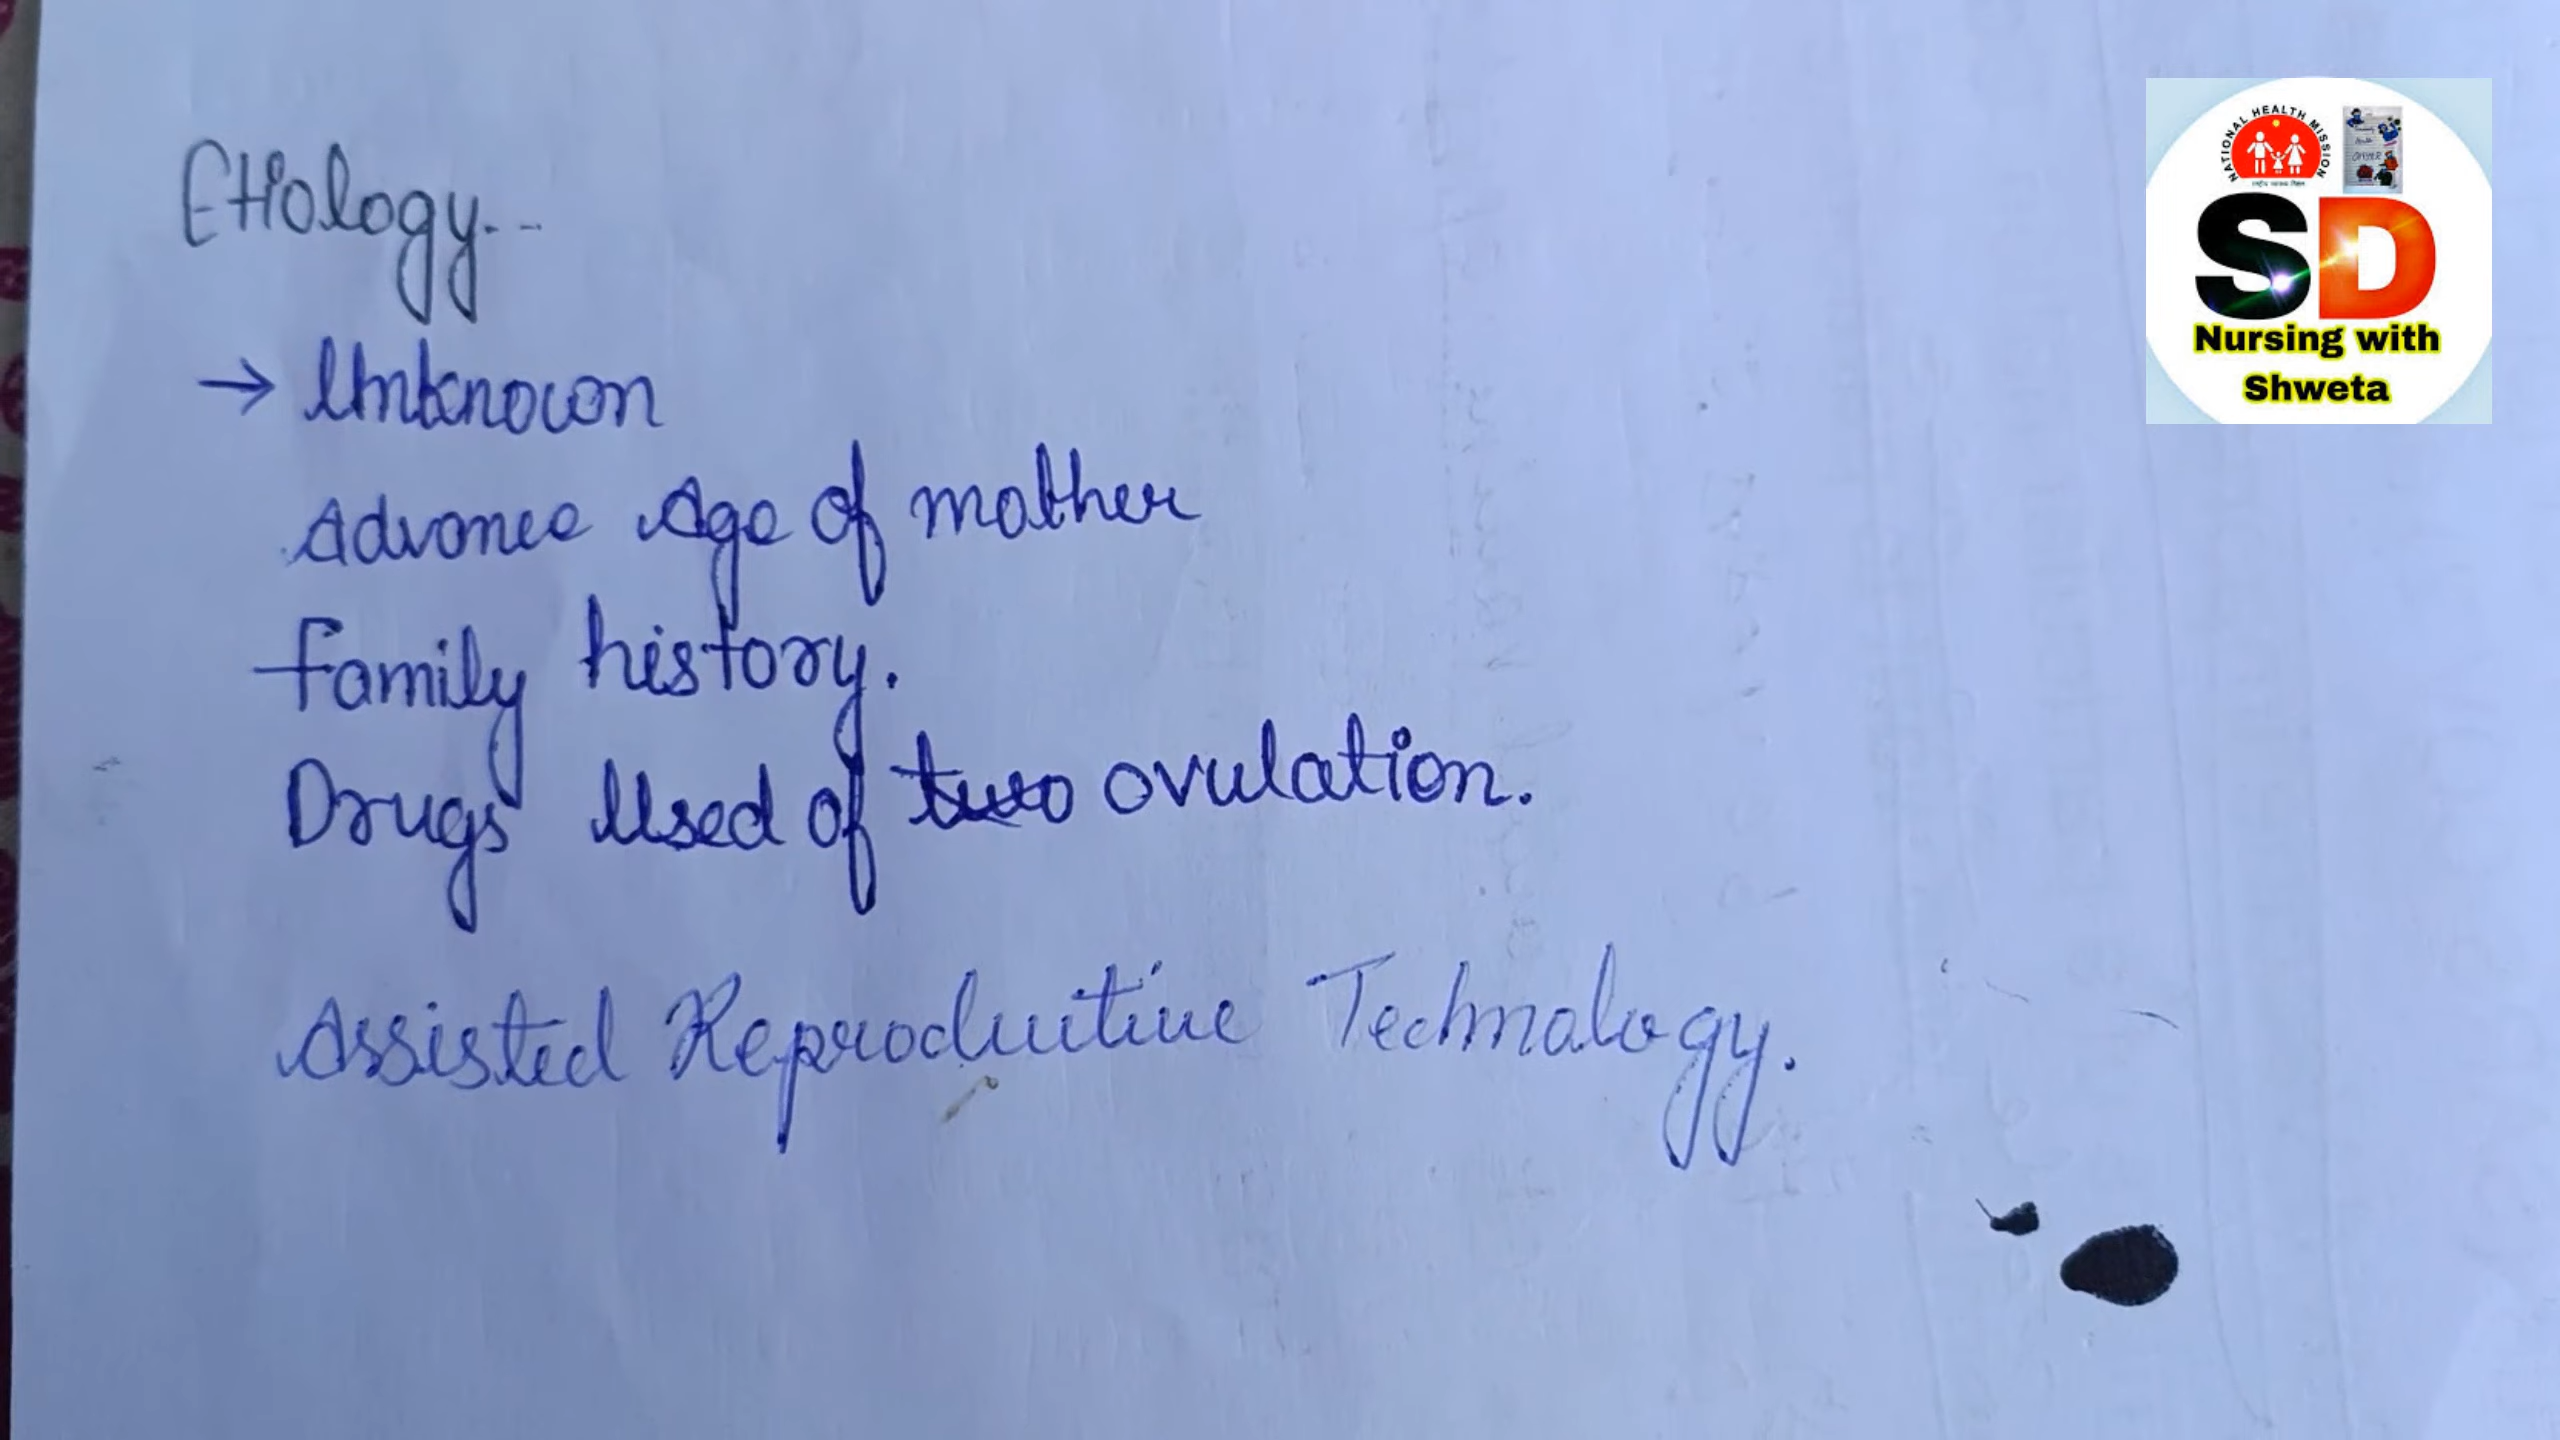 Etiology...
→ Unknown
Advance Age of mother
family history.
Drugs Used of two ovulation.
Assisted Reproductive Technology.
NATIONAL HEALTH MISSION
SD
Nursing with
Shweta